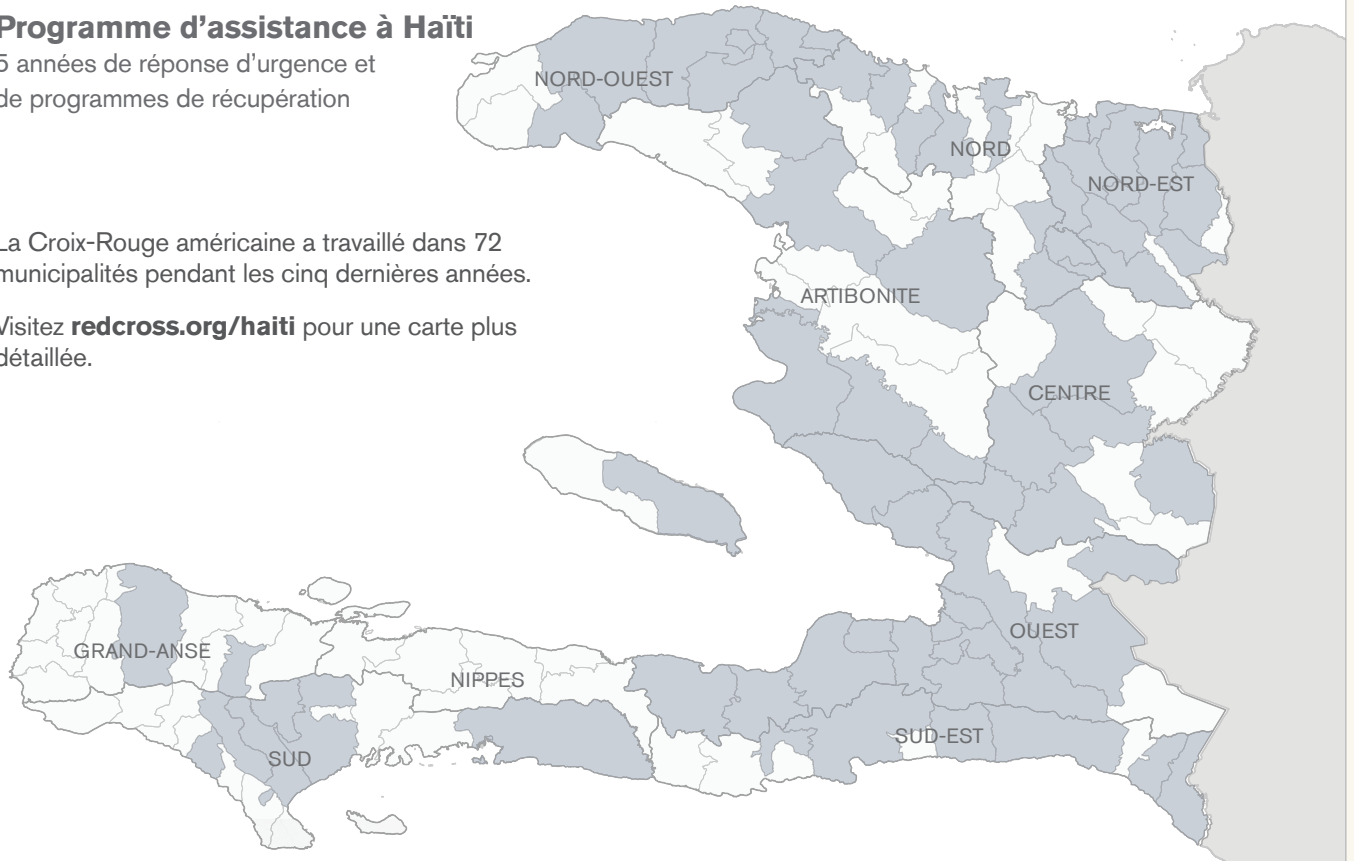 Programme d’assistance à Haïti
5 années de réponse d’urgence et
de programmes de récupération
La Croix-Rouge américaine a travaillé dans 72
municipalités pendant les cinq dernières années.
Visitez redcross.org/haiti pour une carte plus
détaillée.
NORD-OUEST
NORD
NORD-EST
ARTIBONITE
CENTRE
OUEST
GRAND-ANSE
NIPPES
SUD-EST
SUD